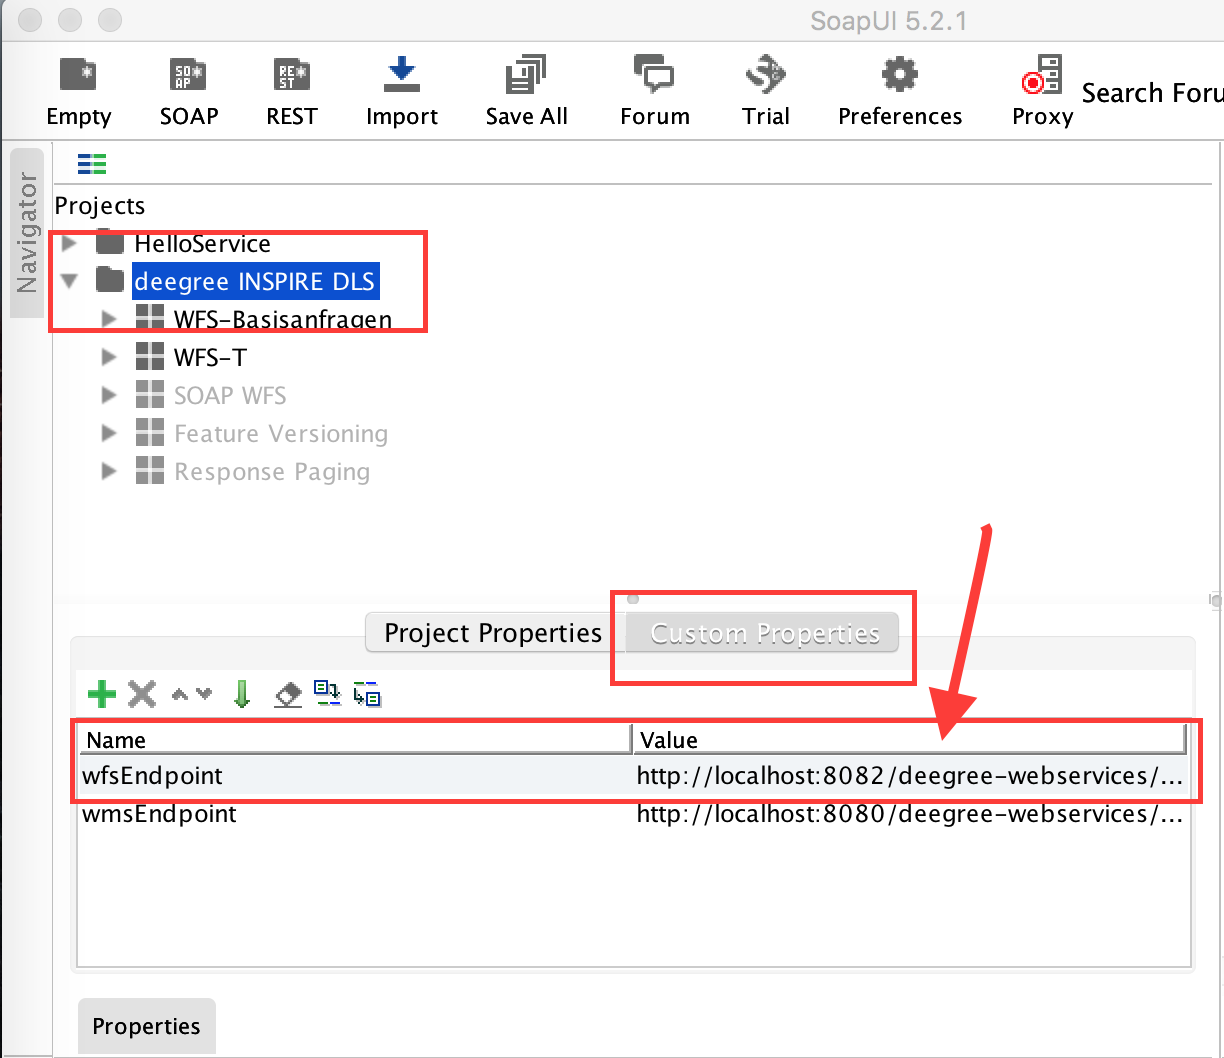 SoapUI 5.2.1
Empty SOAP REST Import Save All Forum Trial Preferences Proxy Search Foru
Navigator
Projects
HelloService
deegree INSPIRE DLS
WFS-Basisanfragen
WFS-T
SOAP WFS
Feature Versioning
Response Paging
Project Properties Custom Properties
Name Value
wfsEndpoint http://localhost:8082/deegree-webservices/...
wmsEndpoint http://localhost:8080/deegree-webservices/...
Properties